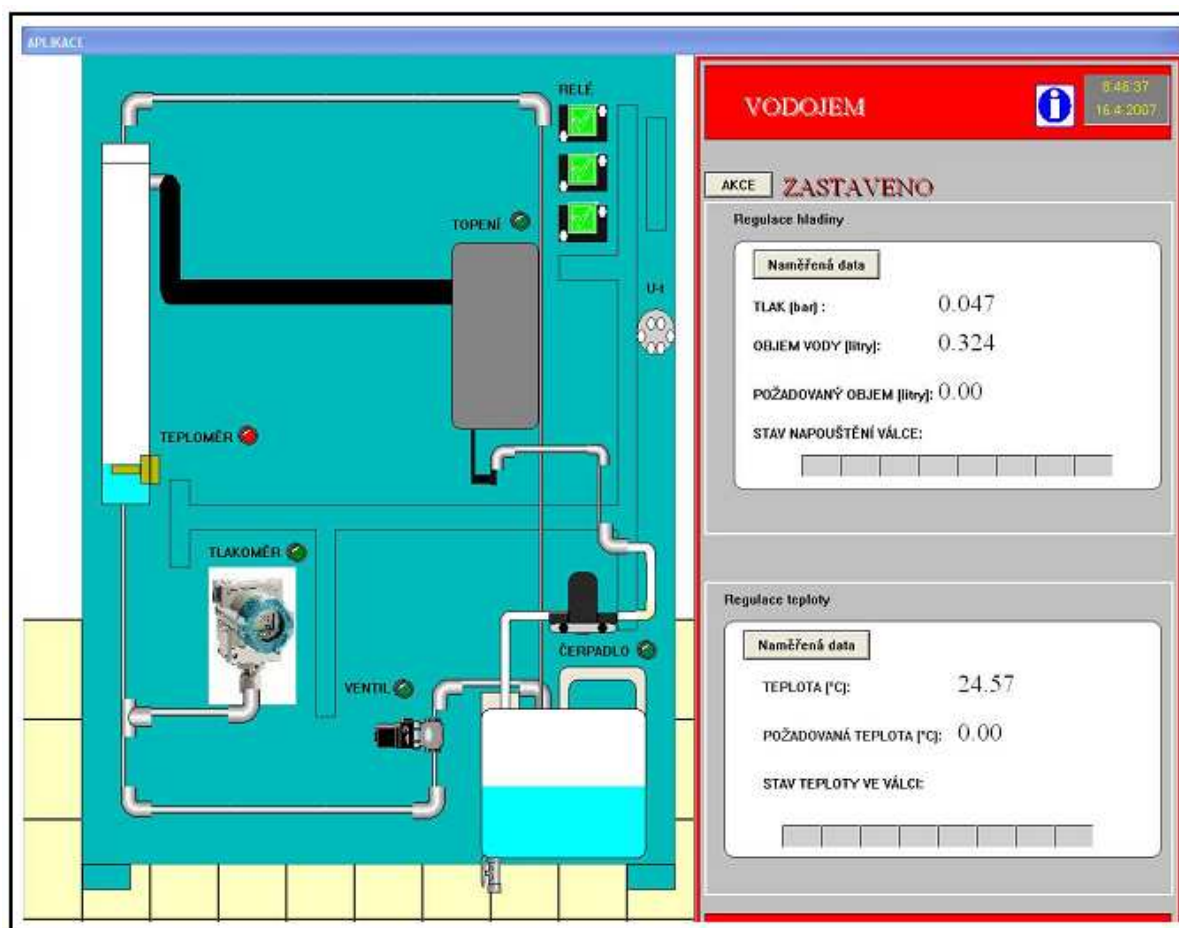 APLIKACE
RELÉ
TOPENÍ
U-I
TEPLOMĚR
TLAKOMĚR
ČERPADLO
VENTIL
VODOJEM
8:46:37
16.4.2007
AKCE ZASTAVENO
Regulace hladiny
Naměřená data
TLAK [bar] : 0.047
OBJEM VODY [litry]: 0.324
POŽADOVANÝ OBJEM [litry]: 0.00
STAV NAPOUŠTĚNÍ VÁLCE:
Regulace teploty
Naměřená data
TEPLOTA [°C]: 24.57
POŽADOVANÁ TEPLOTA [°C]: 0.00
STAV TEPLOTY VE VÁLCI: